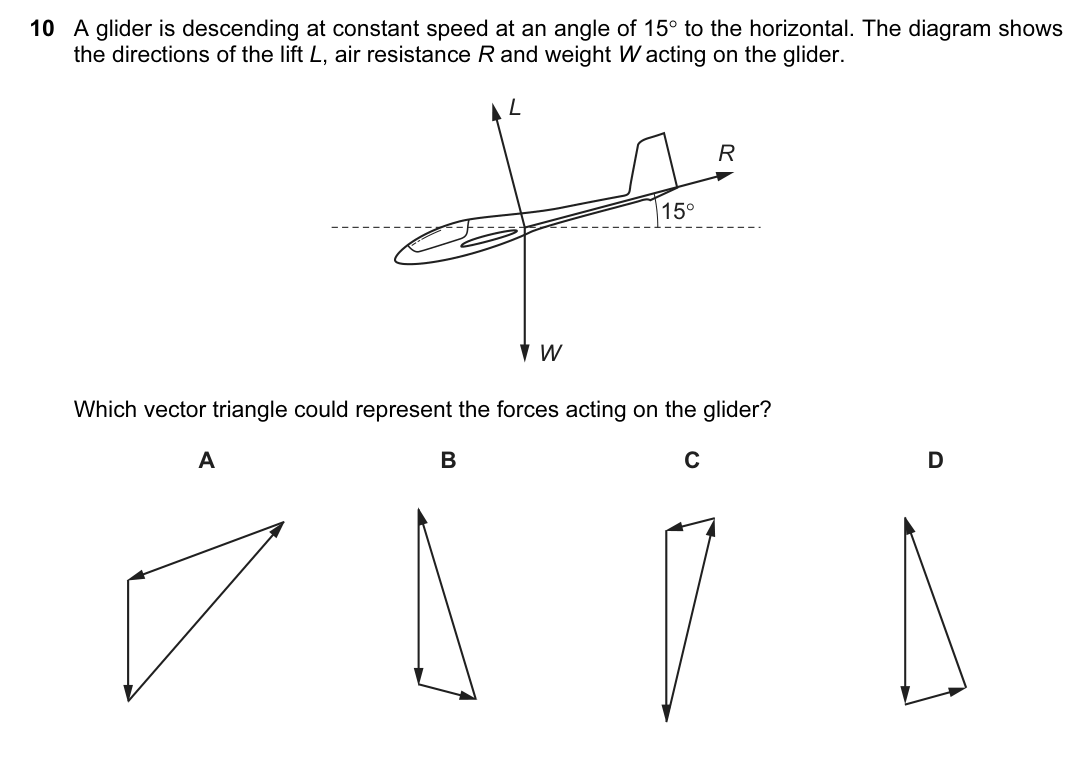 10 A glider is descending at constant speed at an angle of 15° to the horizontal. The diagram shows
the directions of the lift L, air resistance R and weight W acting on the glider.
L
R
15°
W
Which vector triangle could represent the forces acting on the glider?
A B C D